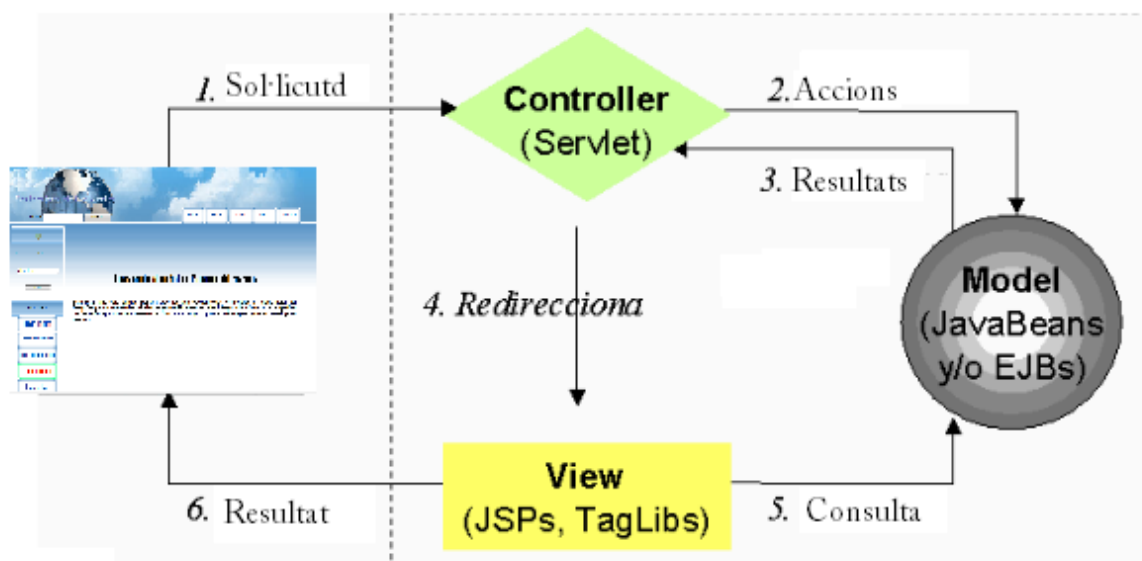 1. Sol·licutd
Controller
(Servlet)
2. Accions
3. Resultats
4. Redirecciona
Model
(JavaBeans
y/o EJBs)
View
(JSPs, TagLibs)
5. Consulta
6. Resultat